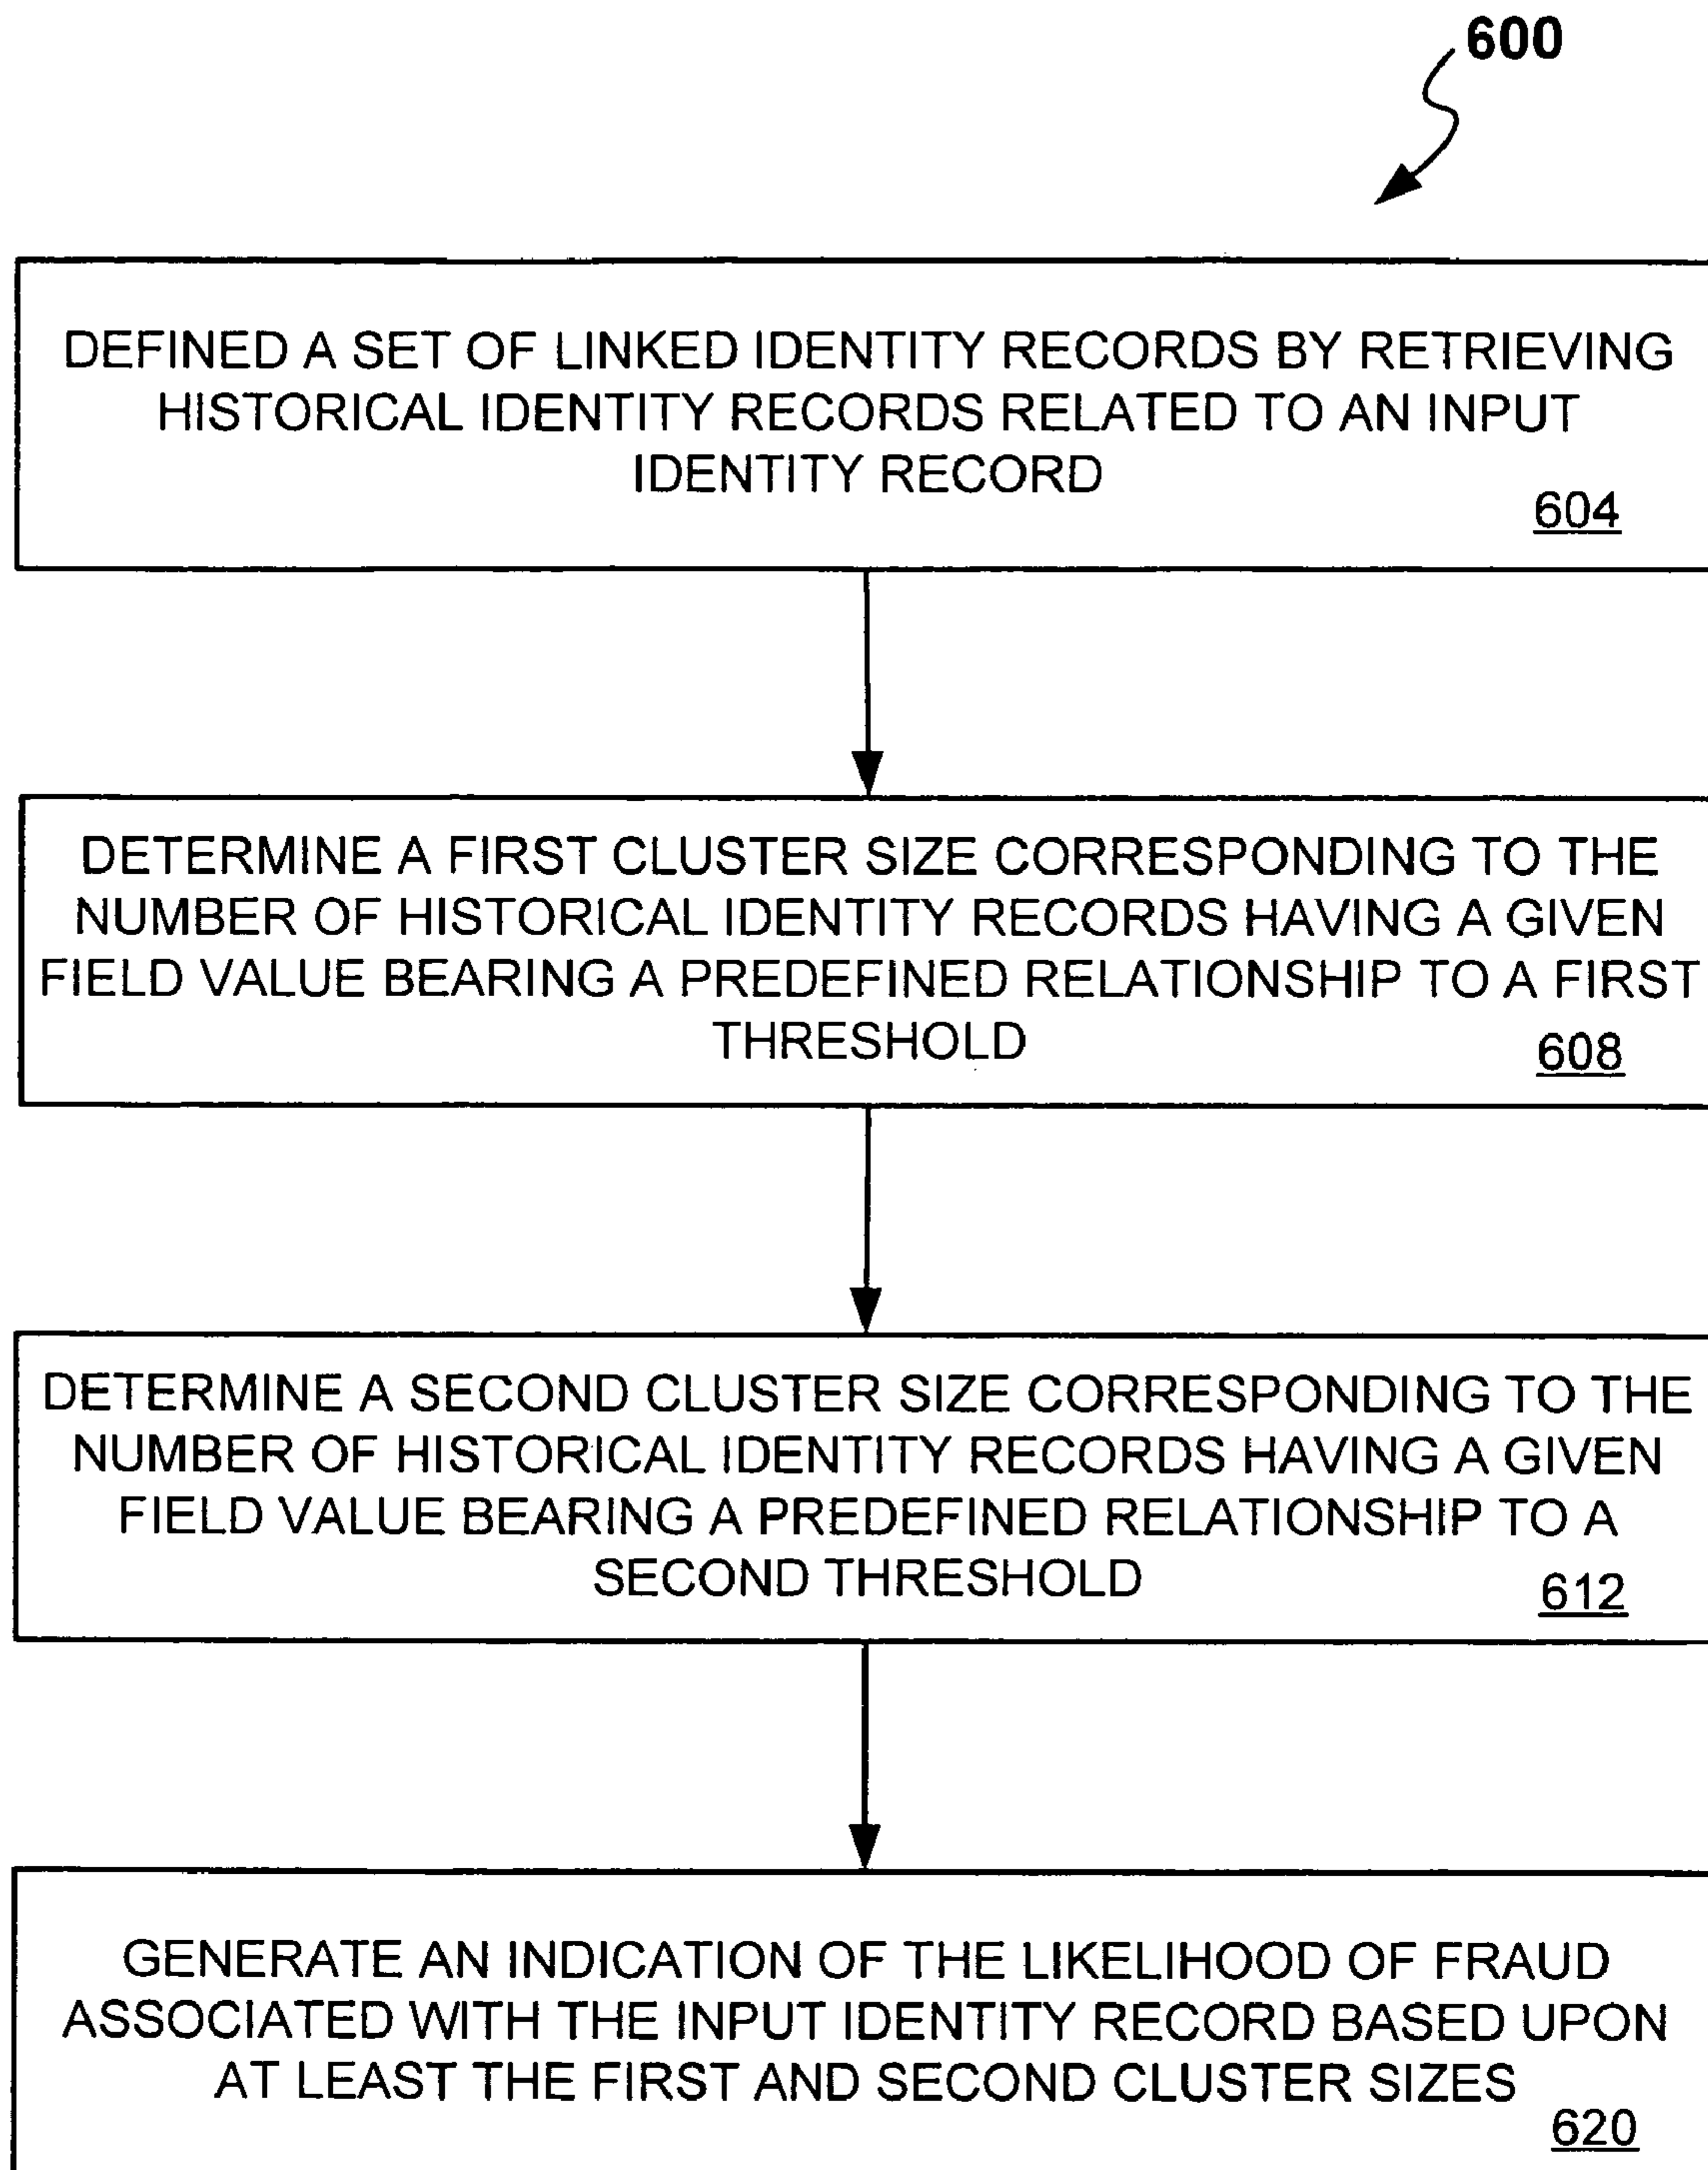 600
DEFINED A SET OF LINKED IDENTITY RECORDS BY RETRIEVING
HISTORICAL IDENTITY RECORDS RELATED TO AN INPUT
IDENTITY RECORD
604
DETERMINE A FIRST CLUSTER SIZE CORRESPONDING TO THE
NUMBER OF HISTORICAL IDENTITY RECORDS HAVING A GIVEN
FIELD VALUE BEARING A PREDEFINED RELATIONSHIP TO A FIRST
THRESHOLD
608
DETERMINE A SECOND CLUSTER SIZE CORRESPONDING TO THE
NUMBER OF HISTORICAL IDENTITY RECORDS HAVING A GIVEN
FIELD VALUE BEARING A PREDEFINED RELATIONSHIP TO A
SECOND THRESHOLD
612
GENERATE AN INDICATION OF THE LIKELIHOOD OF FRAUD
ASSOCIATED WITH THE INPUT IDENTITY RECORD BASED UPON
AT LEAST THE FIRST AND SECOND CLUSTER SIZES
620